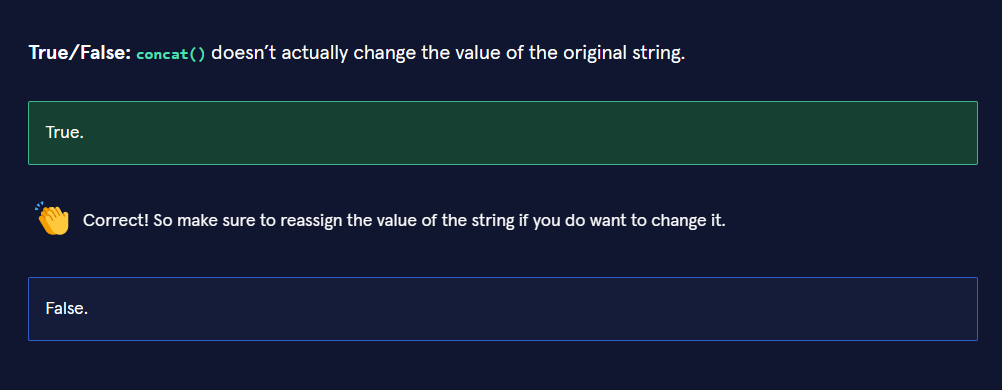 True/False: concat() doesn’t actually change the value of the original string.
True.
Correct! So make sure to reassign the value of the string if you do want to change it.
False.